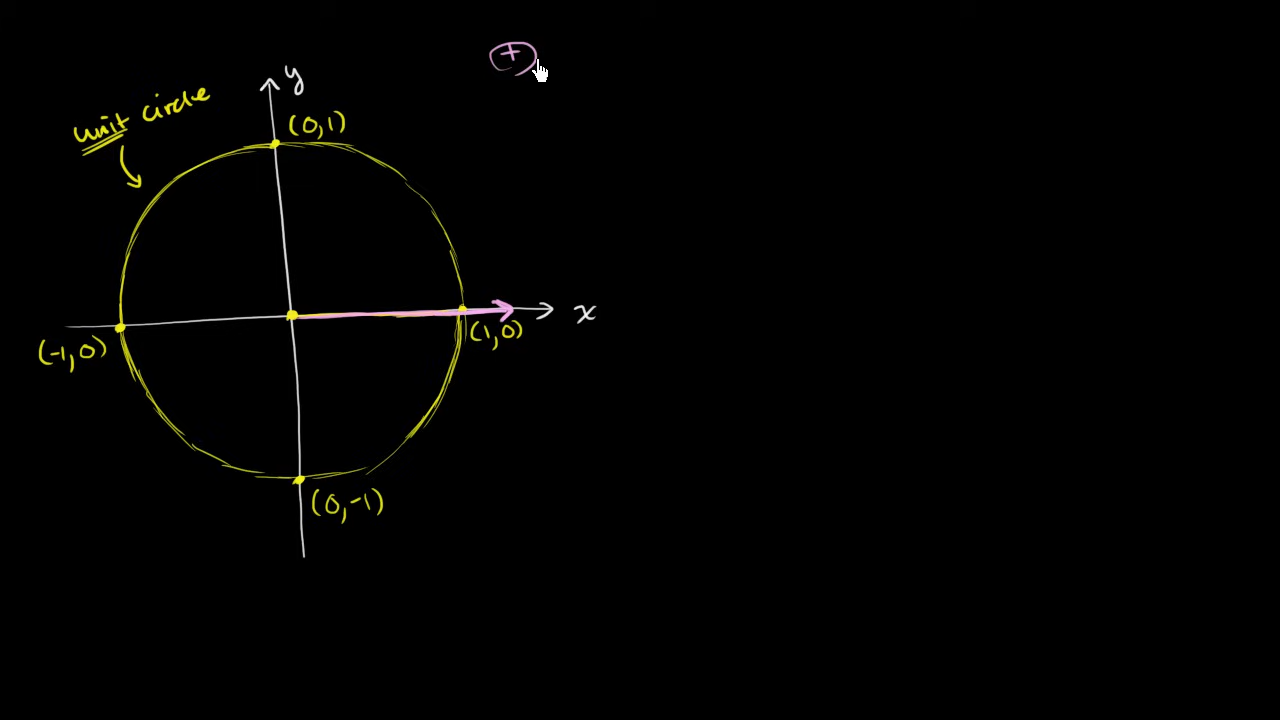 +
y
unit circle
(0,1)
x
(1,0)
(-1,0)
(0,-1)